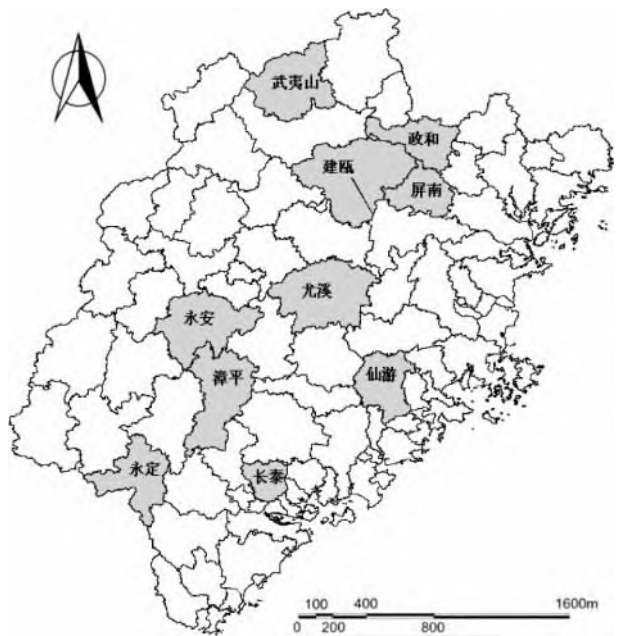 武夷山
政和
建瓯
屏南
尤溪
永安
漳平
仙游
永定
长泰
100 400 1600m
0 200 800